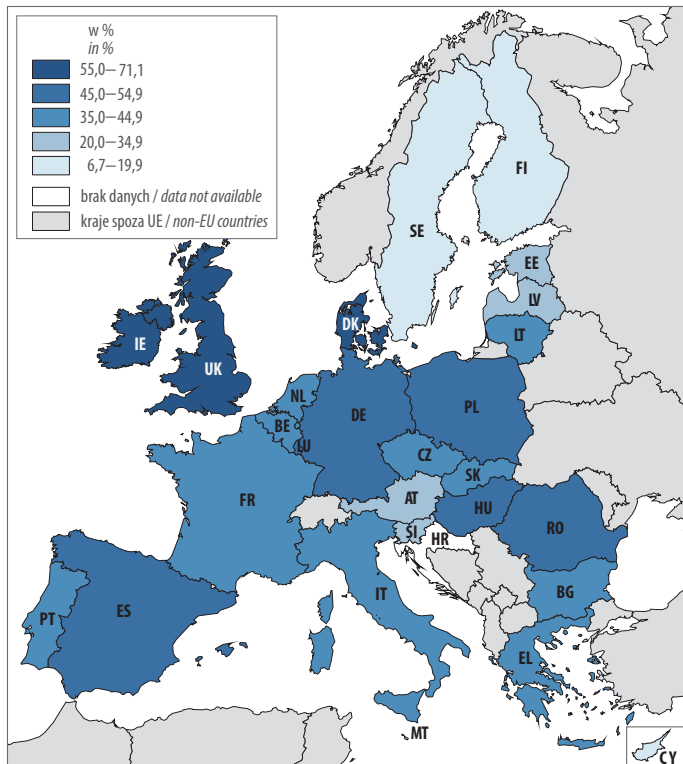 w %
in %
55,0–71,1
45,0–54,9
35,0–44,9
20,0–34,9
6,7–19,9
brak danych / data not available
kraje spoza UE / non-EU countries
FI
SE
EE
LV
DK
LT
IE
UK
NL
DE
PL
BE
LU
CZ
SK
FR
AT
HU
SI
HR
RO
IT
BG
PT
ES
EL
MT
CY